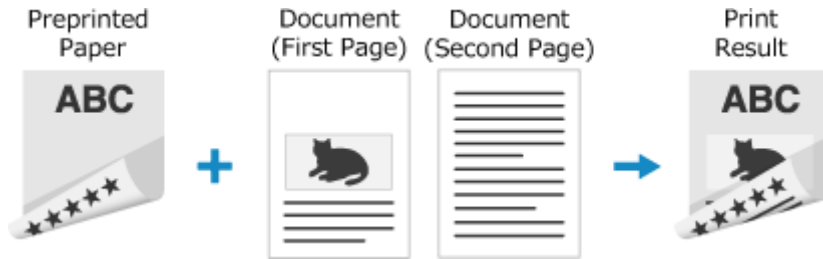 Preprinted
Paper
Document
(First Page)
Document
(Second Page)
Print
Result
ABC
ABC